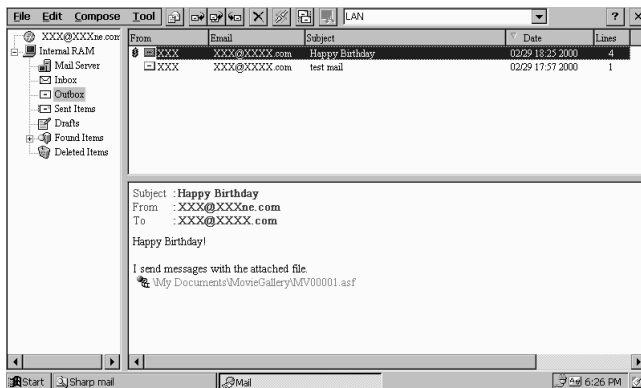 File Edit Compose Tool LAN ? ×
XXX@XXXne.com
Internal RAM
Mail Server
Inbox
Outbox
Sent Items
Drafts
Found Items
Deleted Items
From Email Subject Date Lines
XXX XXX@XXXX.com Happy Birthday 02/29 18:25 2000 4
XXX XXX@XXXX.com test mail 02/29 17:57 2000 1
Subject :Happy Birthday
From :XXX@XXXne.com
To :XXX@XXXX.com
Happy Birthday!
I send messages with the attached file.
\My Documents\MovieGallery\MV00001.asf
Start Sharp mail Mail 6:26 PM